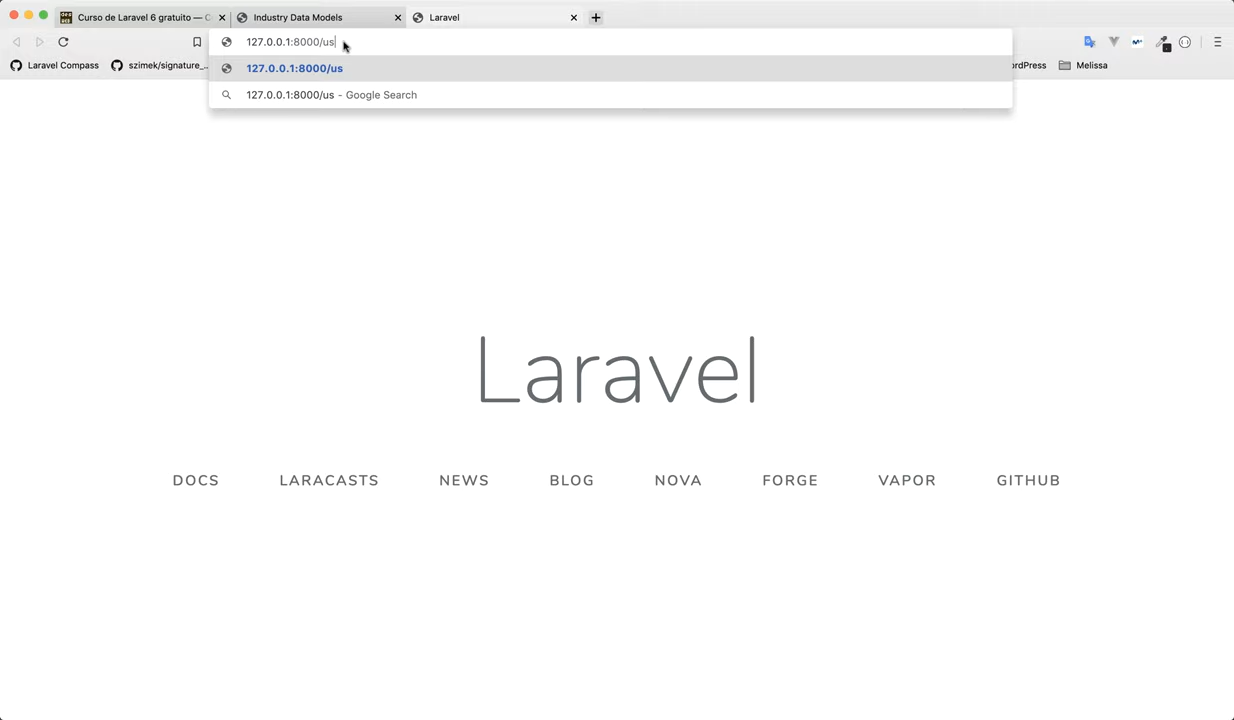 Curso de Laravel 6 gratuito — C
Industry Data Models
Laravel
127.0.0.1:8000/us
Laravel Compass
szimek/signature_...
127.0.0.1:8000/us
ordPress
Melissa
127.0.0.1:8000/us - Google Search
Laravel
DOCS
LARACASTS
NEWS
BLOG
NOVA
FORGE
VAPOR
GITHUB